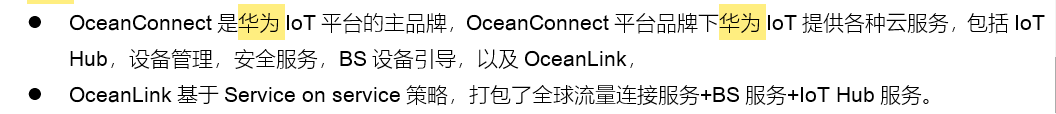 ● OceanConnect 是华为 IoT 平台的主品牌，OceanConnect 平台品牌下华为 IoT 提供各种云服务，包括 IoT
Hub，设备管理，安全服务，BS 设备引导，以及 OceanLink，
● OceanLink 基于 Service on service 策略，打包了全球流量连接服务+BS 服务+IoT Hub 服务。